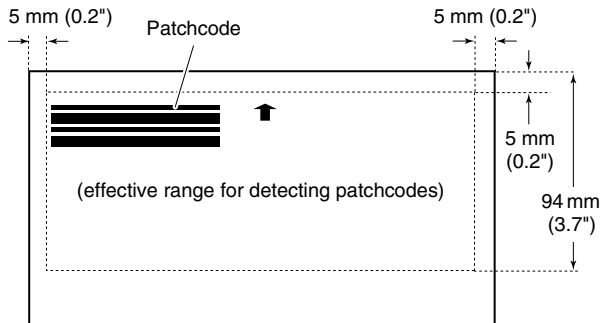 5 mm (0.2")
Patchcode
5 mm (0.2")
5 mm
(0.2")
(effective range for detecting patchcodes)
94 mm
(3.7")